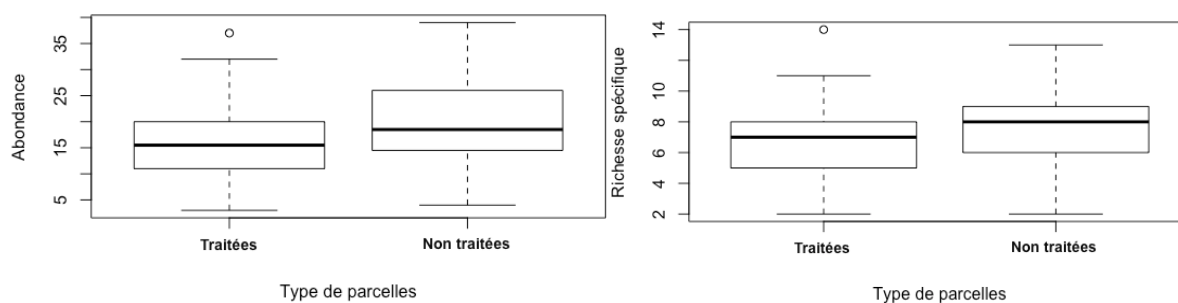 Abondance
35
25
15
5
Traitées
Non traitées
Type de parcelles
Richesse spécifique
14
10
8
6
4
2
Traitées
Non traitées
Type de parcelles